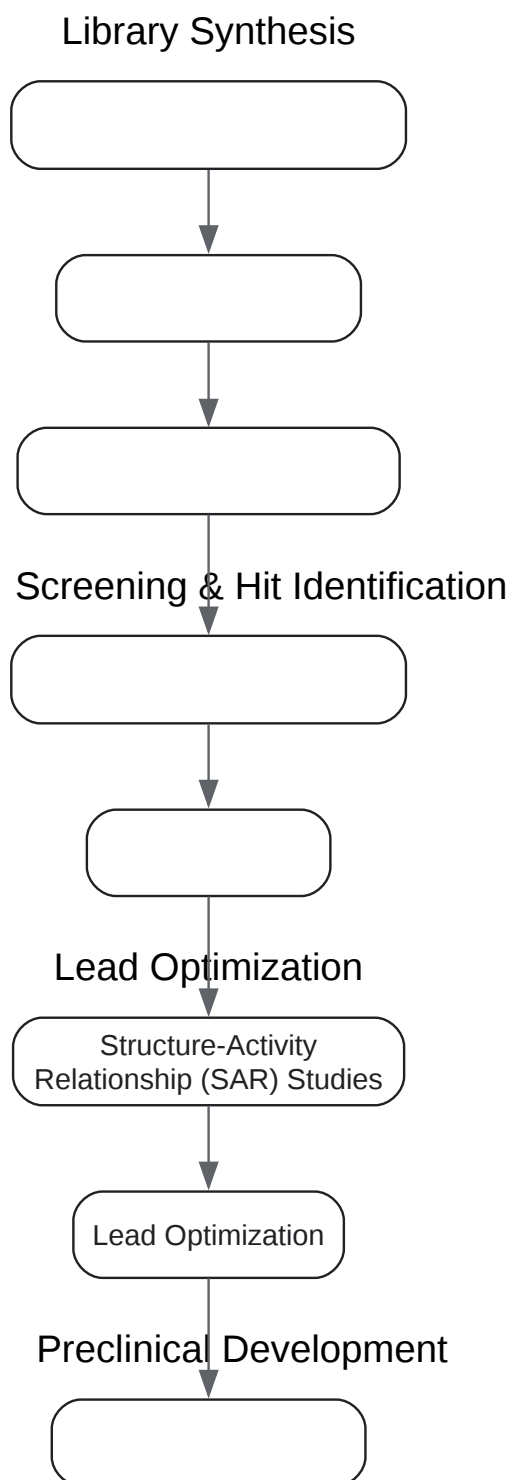 Library Synthesis
Screening & Hit Identification
Lead Optimization
Structure-Activity
Relationship (SAR) Studies
Lead Optimization
Preclinical Development